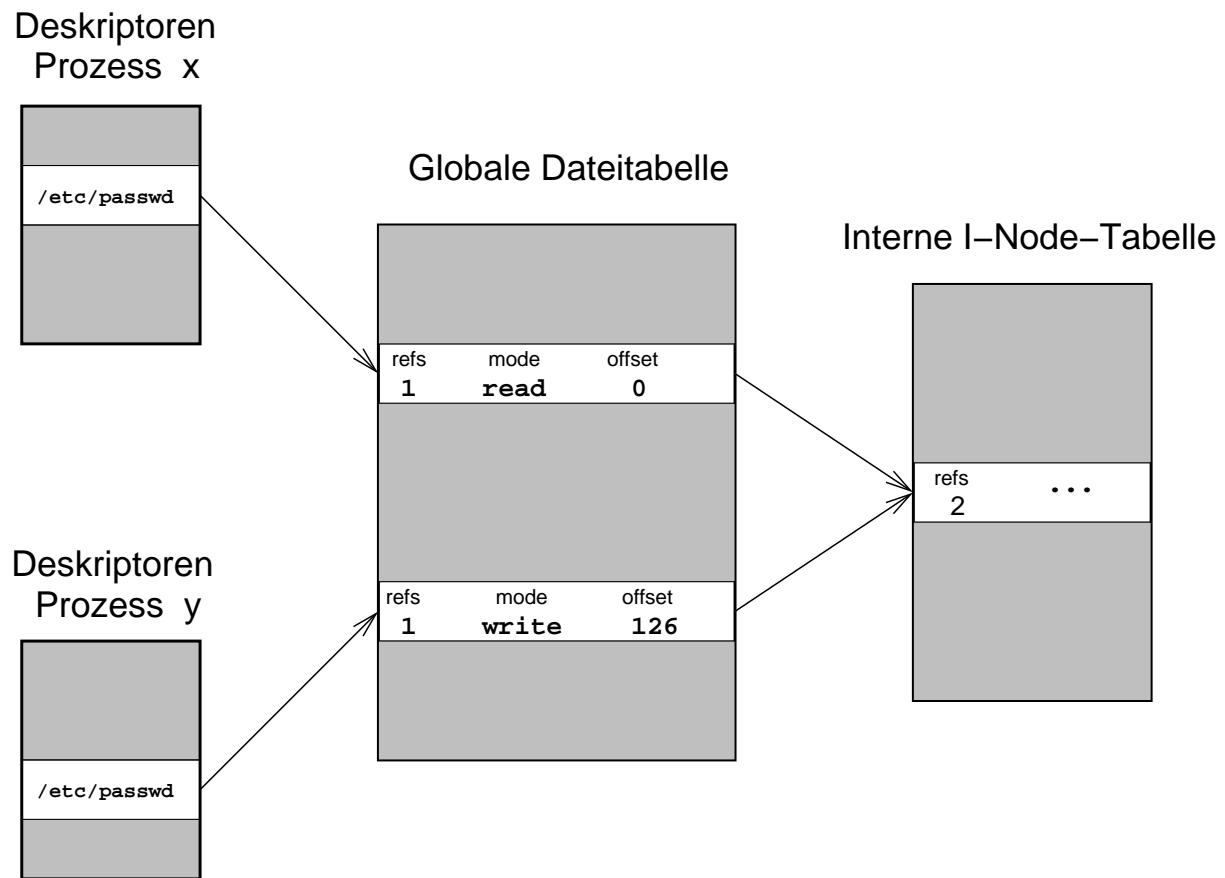 Deskriptoren
Prozess x
/etc/passwd
Globale Dateitabelle
refs mode offset
1 read 0
refs mode offset
1 write 126
Interne I−Node−Tabelle
refs ...
2
Deskriptoren
Prozess y
/etc/passwd